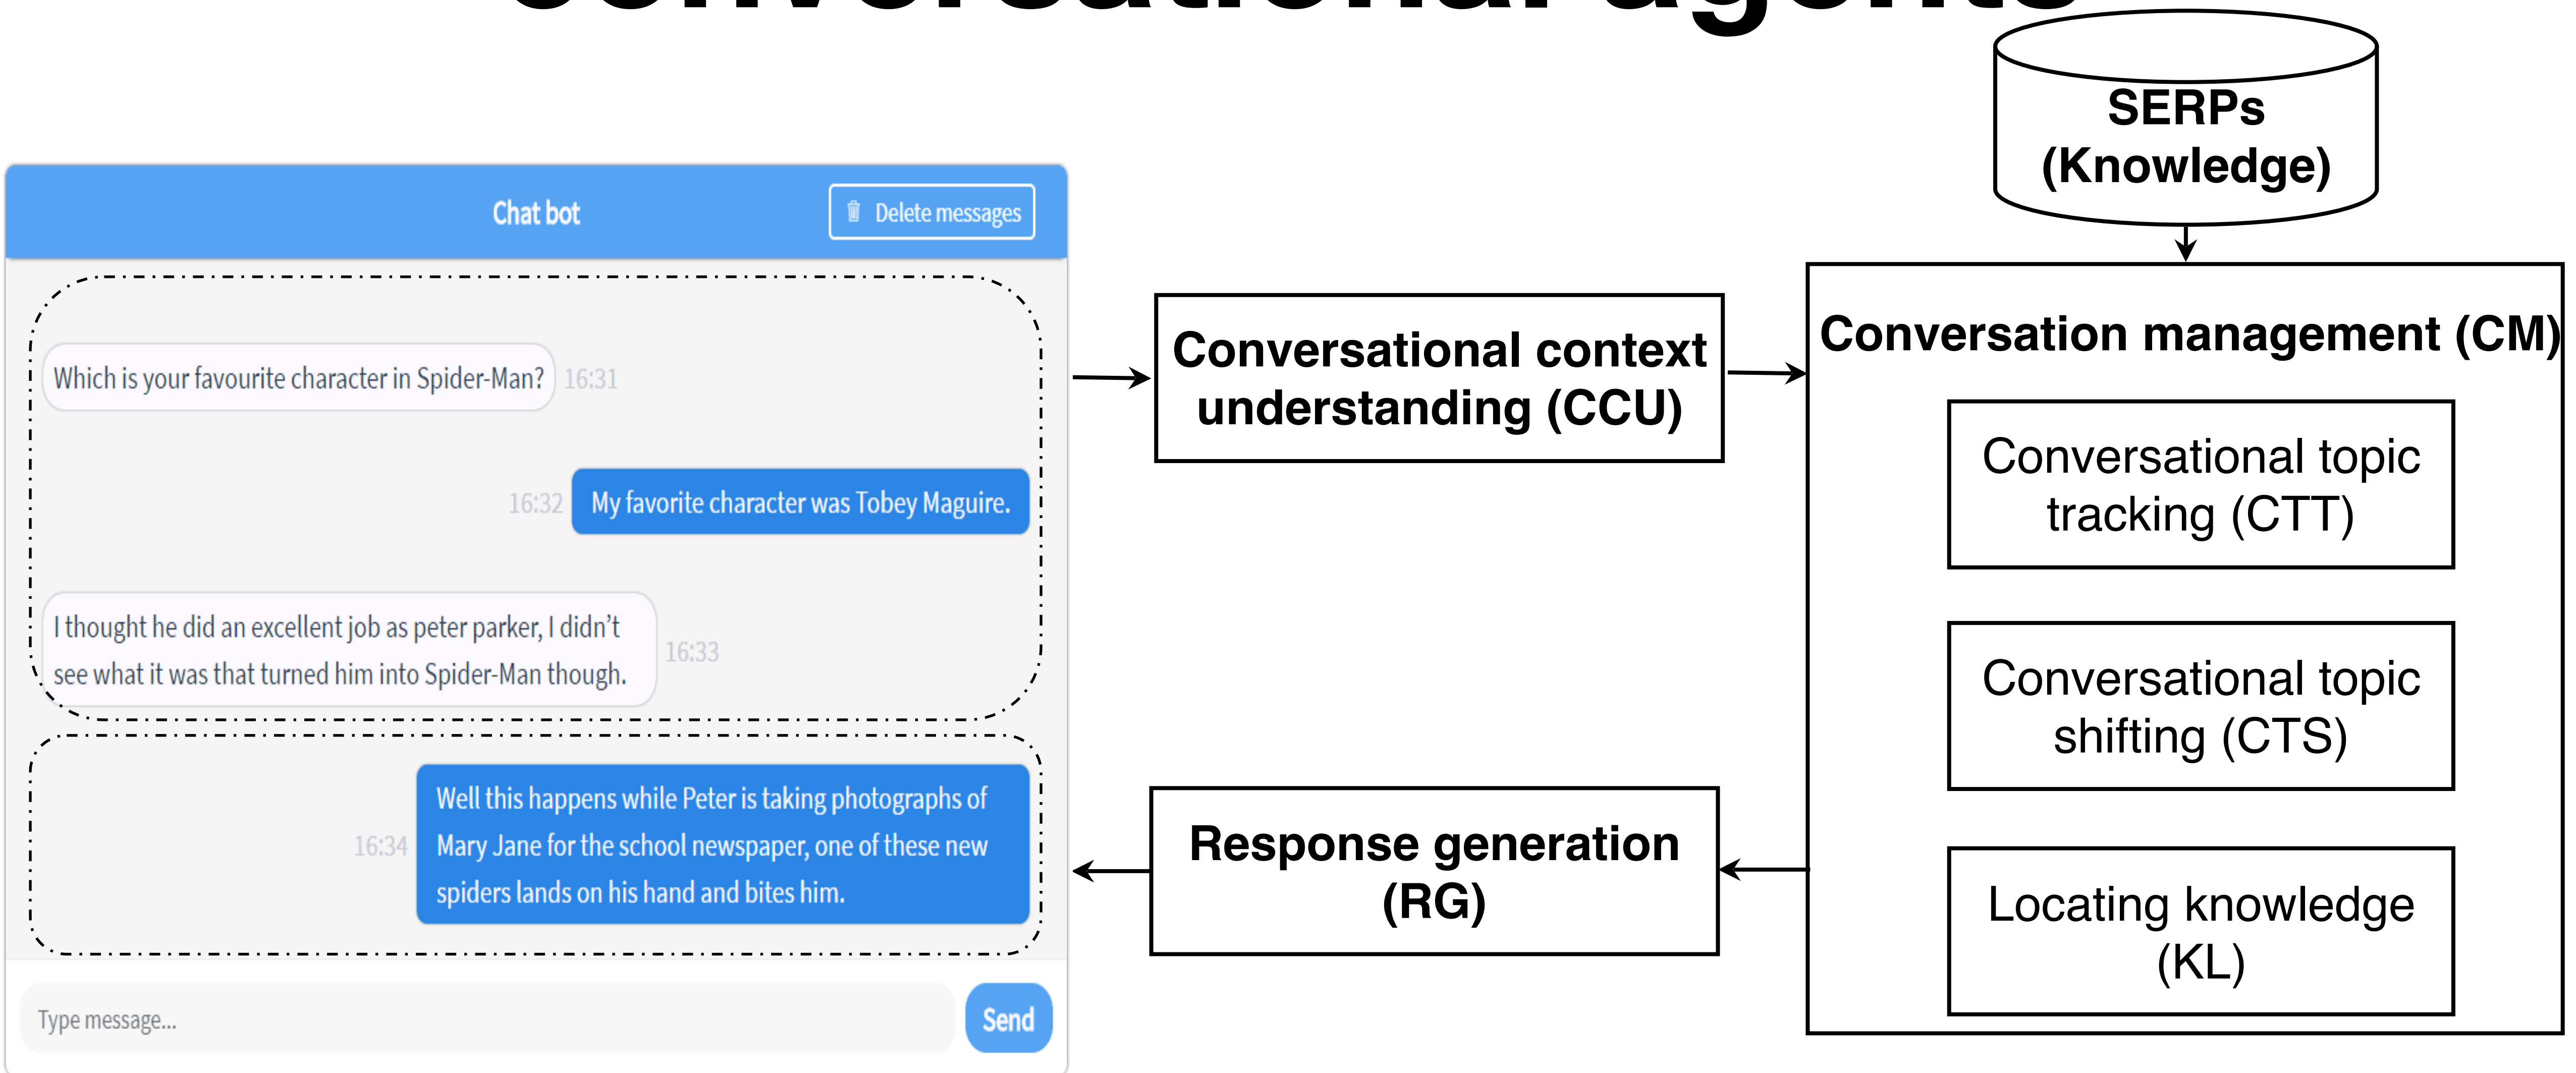 conversational agents
SERPs
(Knowledge)
Chat bot
Delete messages
Which is your favourite character in Spider-Man?
16:31
16:32
My favorite character was Tobey Maguire.
I thought he did an excellent job as peter parker, I didn't
see what it was that turned him into Spider-Man though.
16:33
Well this happens while Peter is taking photographs of
Mary Jane for the school newspaper, one of these new
spiders lands on his hand and bites him.
16:34
Type message...
Send
Conversational context
understanding (CCU)
Conversation management (CM)
Conversational topic
tracking (CTT)
Conversational topic
shifting (CTS)
Locating knowledge
(KL)
Response generation
(RG)